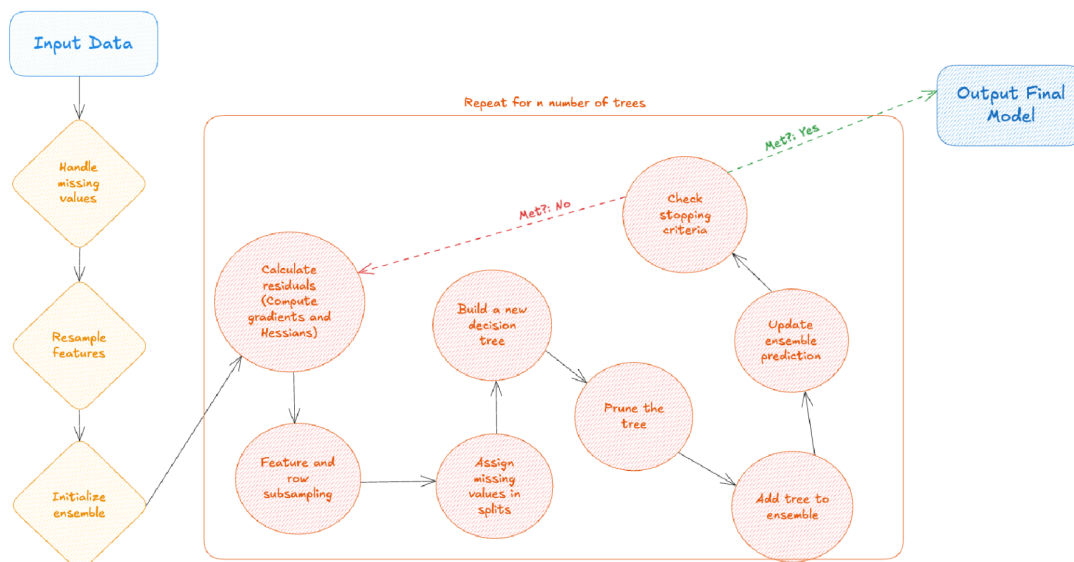 Input Data
Handle
missing
values
Resample
features
Initialize
ensemble
Repeat for n number of trees
Calculate
residuals
(Compute
gradients and
Hessians)
Feature and
row
subsampling
Assign
missing
values in
splits
Build a new
decision
tree
Prune the
tree
Add tree to
ensemble
Update
ensemble
prediction
Check
stopping
criteria
Met?: No
Met?: Yes
Output Final
Model